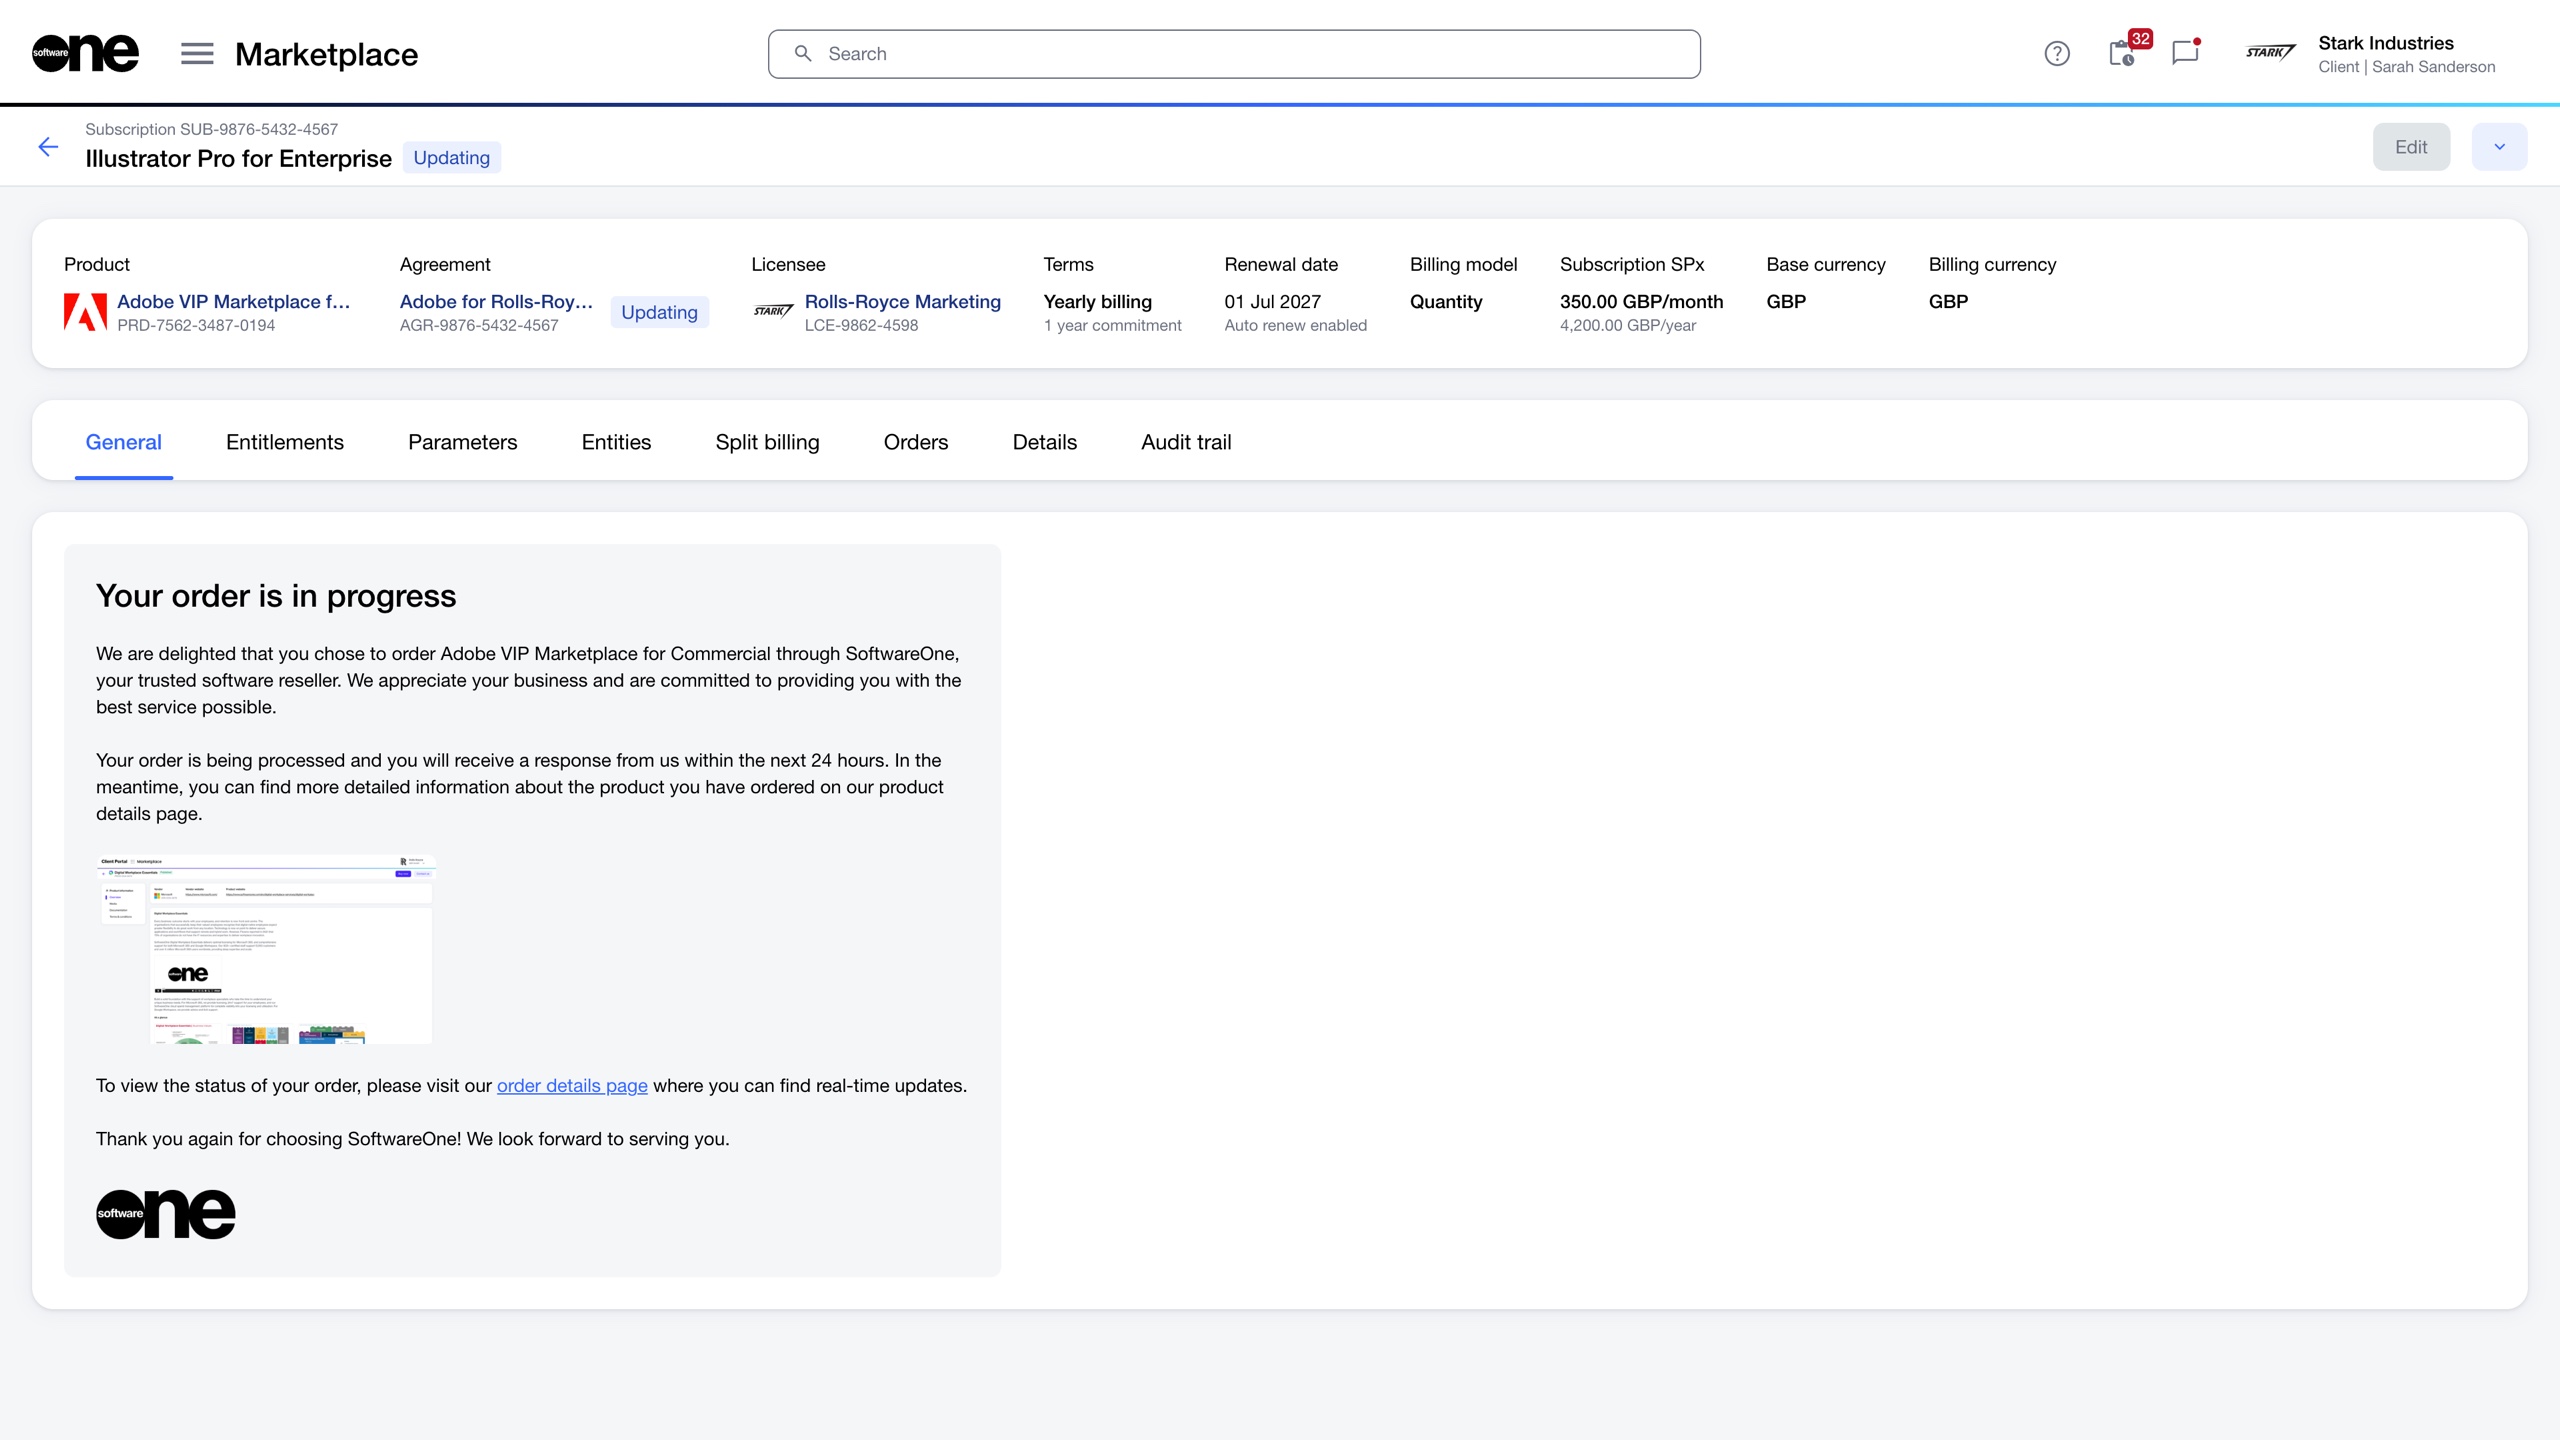 software one
Marketplace
Search
32
STARK
Stark Industries
Client | Sarah Sanderson
Subscription SUB-9876-5432-4567
Illustrator Pro for Enterprise
Updating
Edit
Product
Adobe VIP Marketplace f...
PRD-7562-3487-0194
Agreement
Adobe for Rolls-Roy...
AGR-9876-5432-4567
Updating
Licensee
STARK
Rolls-Royce Marketing
LCE-9862-4598
Terms
Yearly billing
1 year commitment
Renewal date
01 Jul 2027
Auto renew enabled
Billing model
Quantity
Subscription SPx
350.00 GBP/month
4,200.00 GBP/year
Base currency
GBP
Billing currency
GBP
General
Entitlements
Parameters
Entities
Split billing
Orders
Details
Audit trail
Your order is in progress
We are delighted that you chose to order Adobe VIP Marketplace for Commercial through SoftwareOne,
your trusted software reseller. We appreciate your business and are committed to providing you with the
best service possible.
Your order is being processed and you will receive a response from us within the next 24 hours. In the
meantime, you can find more detailed information about the product you have ordered on our product
details page.
Client Portal
Marketplace
Digital Workplace Essentials
one
To view the status of your order, please visit our order details page where you can find real-time updates.
Thank you again for choosing SoftwareOne! We look forward to serving you.
software one